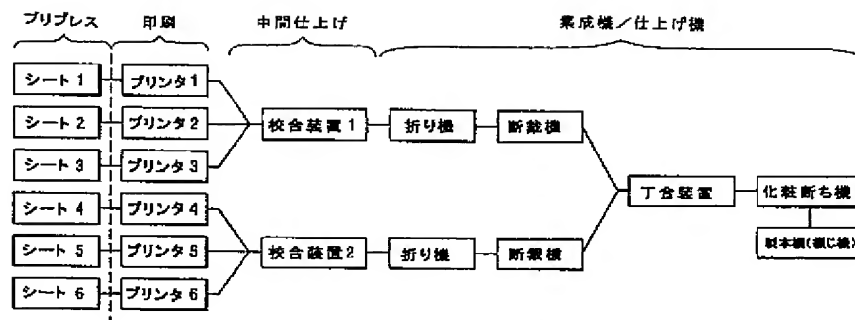 プリプレス
印刷
中間仕上げ
集成機/仕上げ機
シート1
プリンタ1
シート2
プリンタ2
校合装置1
折り機
断裁機
シート3
プリンタ3
丁合装置
化粧断ち機
シート4
プリンタ4
製本機(綴じ機)
シート5
プリンタ5
校合装置2
折り機
断裁機
シート6
プリンタ6